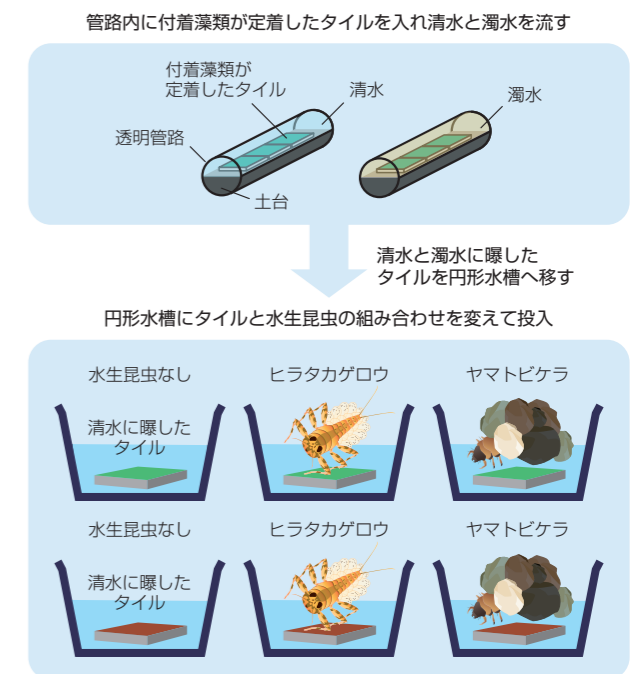 管路内に付着藻類が定着したタイルを入れ清水と濁水を流す
付着藻類が
定着したタイル
清水
濁水
透明管路
土台
清水と濁水に曝した
タイルを円形水槽へ移す
円形水槽にタイルと水生昆虫の組み合わせを変えて投入
水生昆虫なし
ヒラタカゲロウ
ヤマトビケラ
清水に曝した
タイル
水生昆虫なし
ヒラタカゲロウ
ヤマトビケラ
清水に曝した
タイル